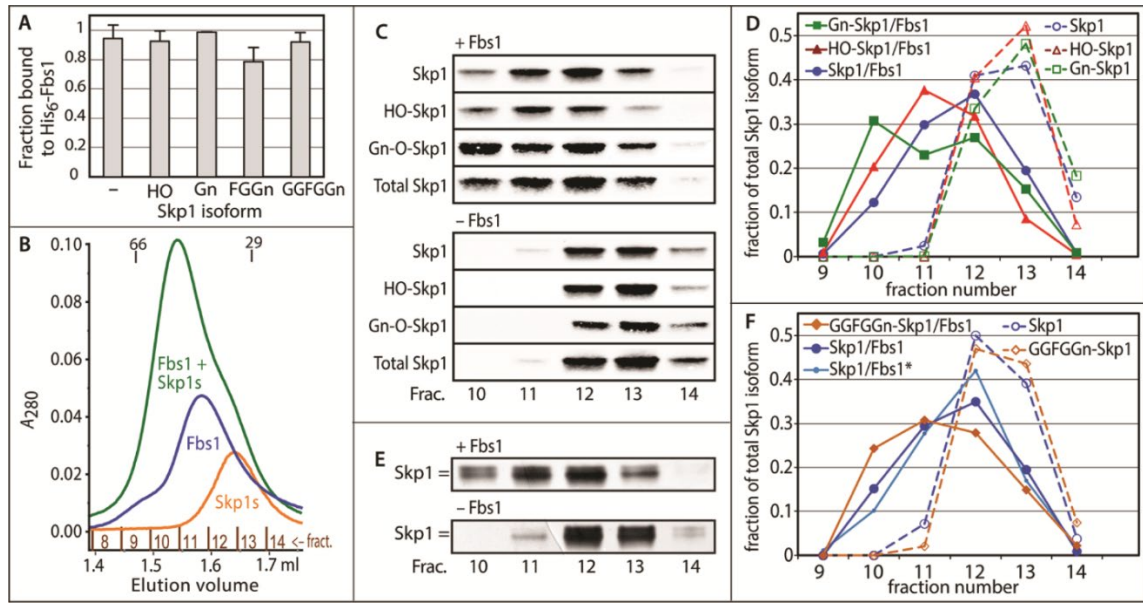 A
Fraction bound
to His6-Fbs1
1
0.8
0.6
0.4
0.2
0
–
HO
Gn
FGGn
GGFGGn
Skp1 isoform
B
66
29
A280
0.10
0.08
0.06
0.04
0.02
0.00
Fbs1 +
Skp1s
Fbs1
Skp1s
8 9 10 11 12 13 14 <- fract.
1.4 1.5 1.6 1.7 ml
Elution volume
C
+ Fbs1
Skp1
HO-Skp1
Gn-O-Skp1
Total Skp1
– Fbs1
Skp1
HO-Skp1
Gn-O-Skp1
Total Skp1
Frac. 10 11 12 13 14
E
+ Fbs1
Skp1 =
– Fbs1
Skp1 =
Frac. 10 11 12 13 14
D
Gn-Skp1/Fbs1
HO-Skp1/Fbs1
Skp1/Fbs1
Skp1
HO-Skp1
Gn-Skp1
fraction of total Skp1 isoform
0.5
0.4
0.3
0.2
0.1
0
9 10 11 12 13 14
fraction number
F
GGFGGn-Skp1/Fbs1
Skp1/Fbs1
Skp1/Fbs1*
Skp1
GGFGGn-Skp1
fraction of total Skp1 isoform
0.5
0.4
0.3
0.2
0.1
0
9 10 11 12 13 14
fraction number